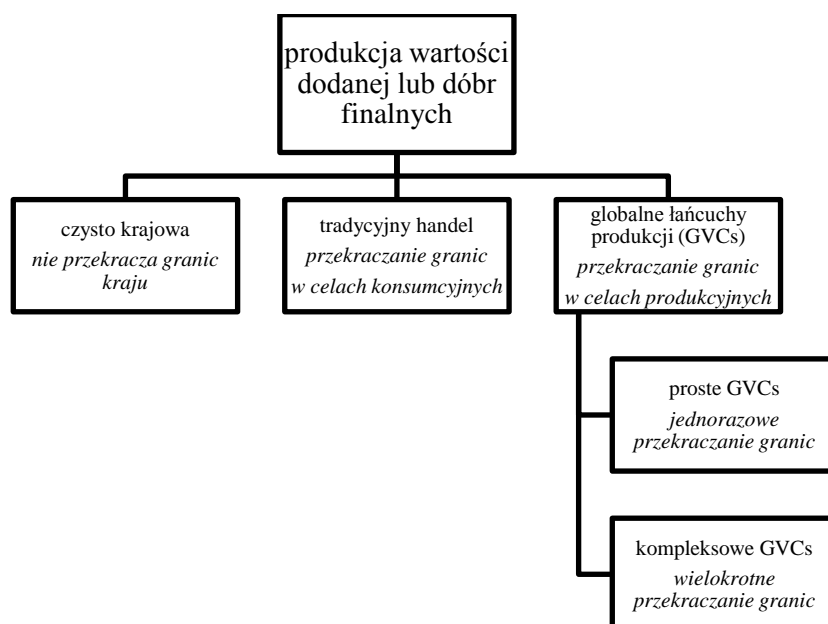 produkcja wartości
dodanej lub dóbr
finalnych
czysto krajowa
nie przekracza granic
kraju
tradycyjny handel
przekraczanie granic
w celach konsumcyjnych
globalne łańcuchy
produkcji (GVCs)
przekraczanie granic
w celach produkcyjnych
proste GVCs
jednorazowe
przekraczanie granic
kompleksowe GVCs
wielokrotne
przekraczanie granic